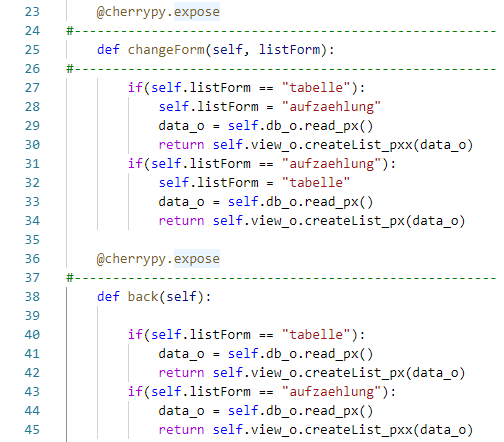 23 @cherrypy.expose
24 #-------------------------------------------------------
25 def changeForm(self, listForm):
26 #-------------------------------------------------------
27 if(self.listForm == "tabelle"):
28 self.listForm = "aufzaehlung"
29 data_o = self.db_o.read_px()
30 return self.view_o.createList_pxx(data_o)
31 if(self.listForm == "aufzaehlung"):
32 self.listForm = "tabelle"
33 data_o = self.db_o.read_px()
34 return self.view_o.createList_px(data_o)
35
36 @cherrypy.expose
37 #-------------------------------------------------------
38 def back(self):
39
40 if(self.listForm == "tabelle"):
41 data_o = self.db_o.read_px()
42 return self.view_o.createList_px(data_o)
43 if(self.listForm == "aufzaehlung"):
44 data_o = self.db_o.read_px()
45 return self.view_o.createList_pxx(data_o)